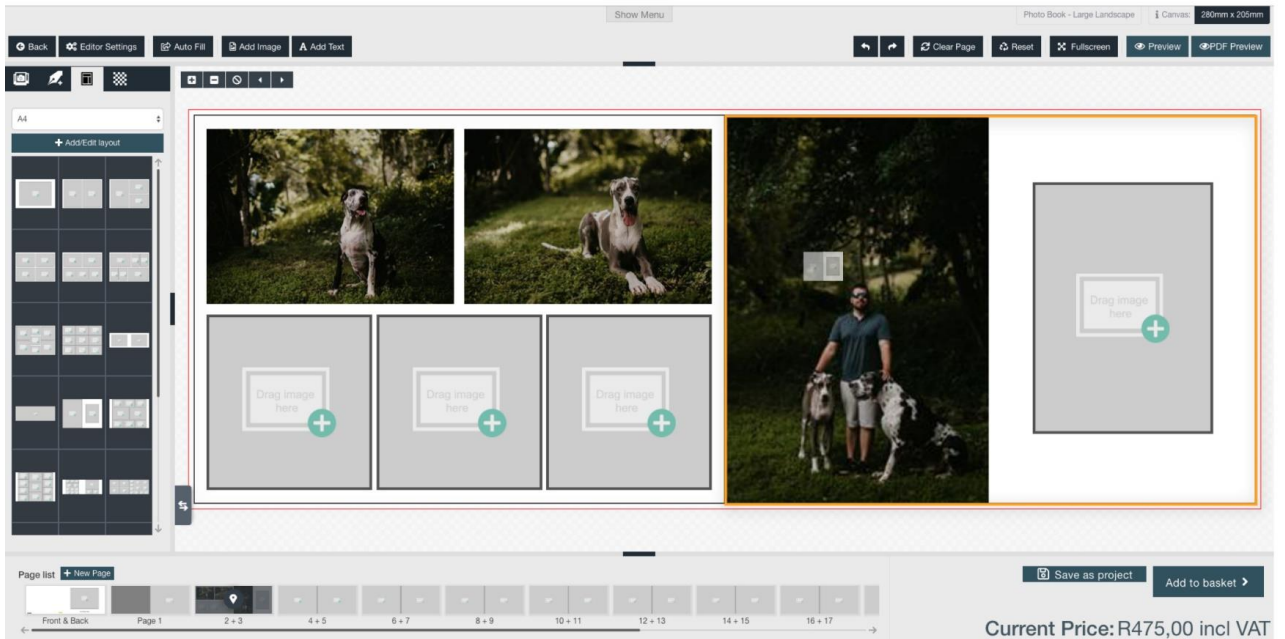 Show Menu
Photo Book - Large Landscape
i Canvas: 280mm x 205mm
Back
Editor Settings
Auto Fill
Add Image
A Add Text
Clear Page
Reset
Fullscreen
Preview
PDF Preview
A4
+ Add/Edit layout
Drag image
here
Drag image
here
Drag image
here
Drag image
here
Page list
+ New Page
Front & Back
Page 1
2 + 3
4 + 5
6 + 7
8 + 9
10 + 11
12 + 13
14 + 15
16 + 17
Save as project
Add to basket
Current Price: R475,00 incl VAT